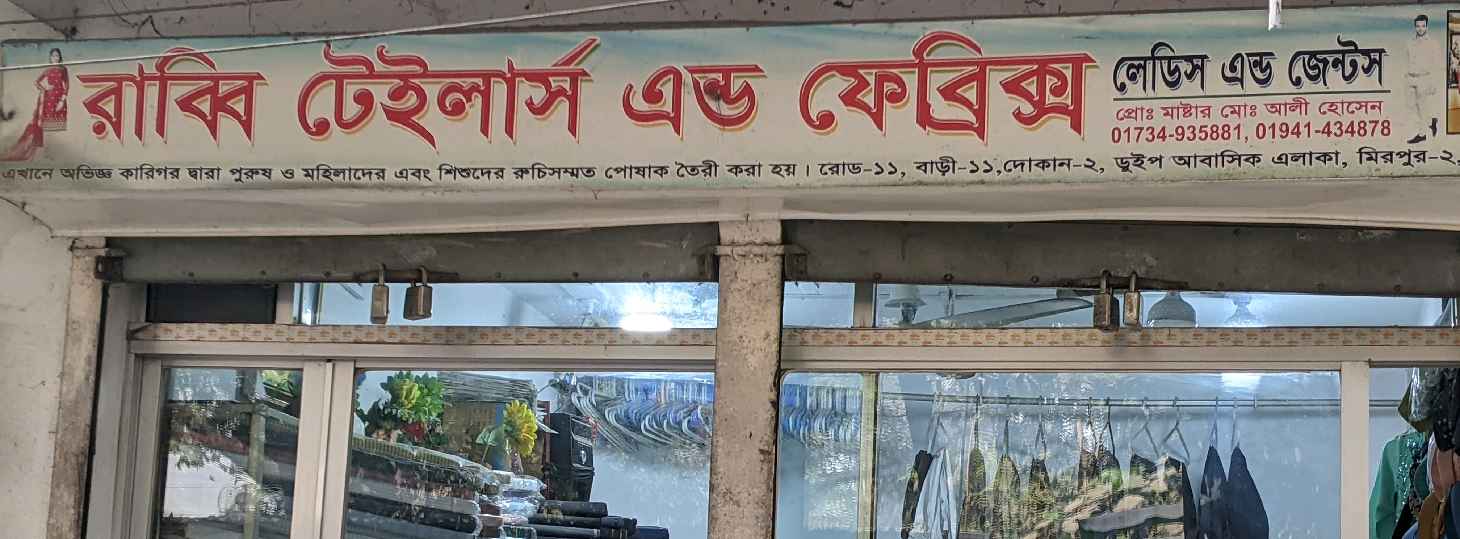 রাব্বি টেইলার্স এন্ড ফেব্রিক্স
লেডিস এন্ড জেন্টস
প্রোঃ মাষ্টার মোঃ আলী হোসেন
01734-935881, 01941-434878
এখানে অভিজ্ঞ কারিগর দ্বারা পুরুষ ও মহিলাদের এবং শিশুদের রুচিসম্মত পোষাক তৈরী করা হয়। রোড-১১, বাড়ী-১১,দোকান-২, ডুইপ আবাসিক এলাকা, মিরপুর-২,